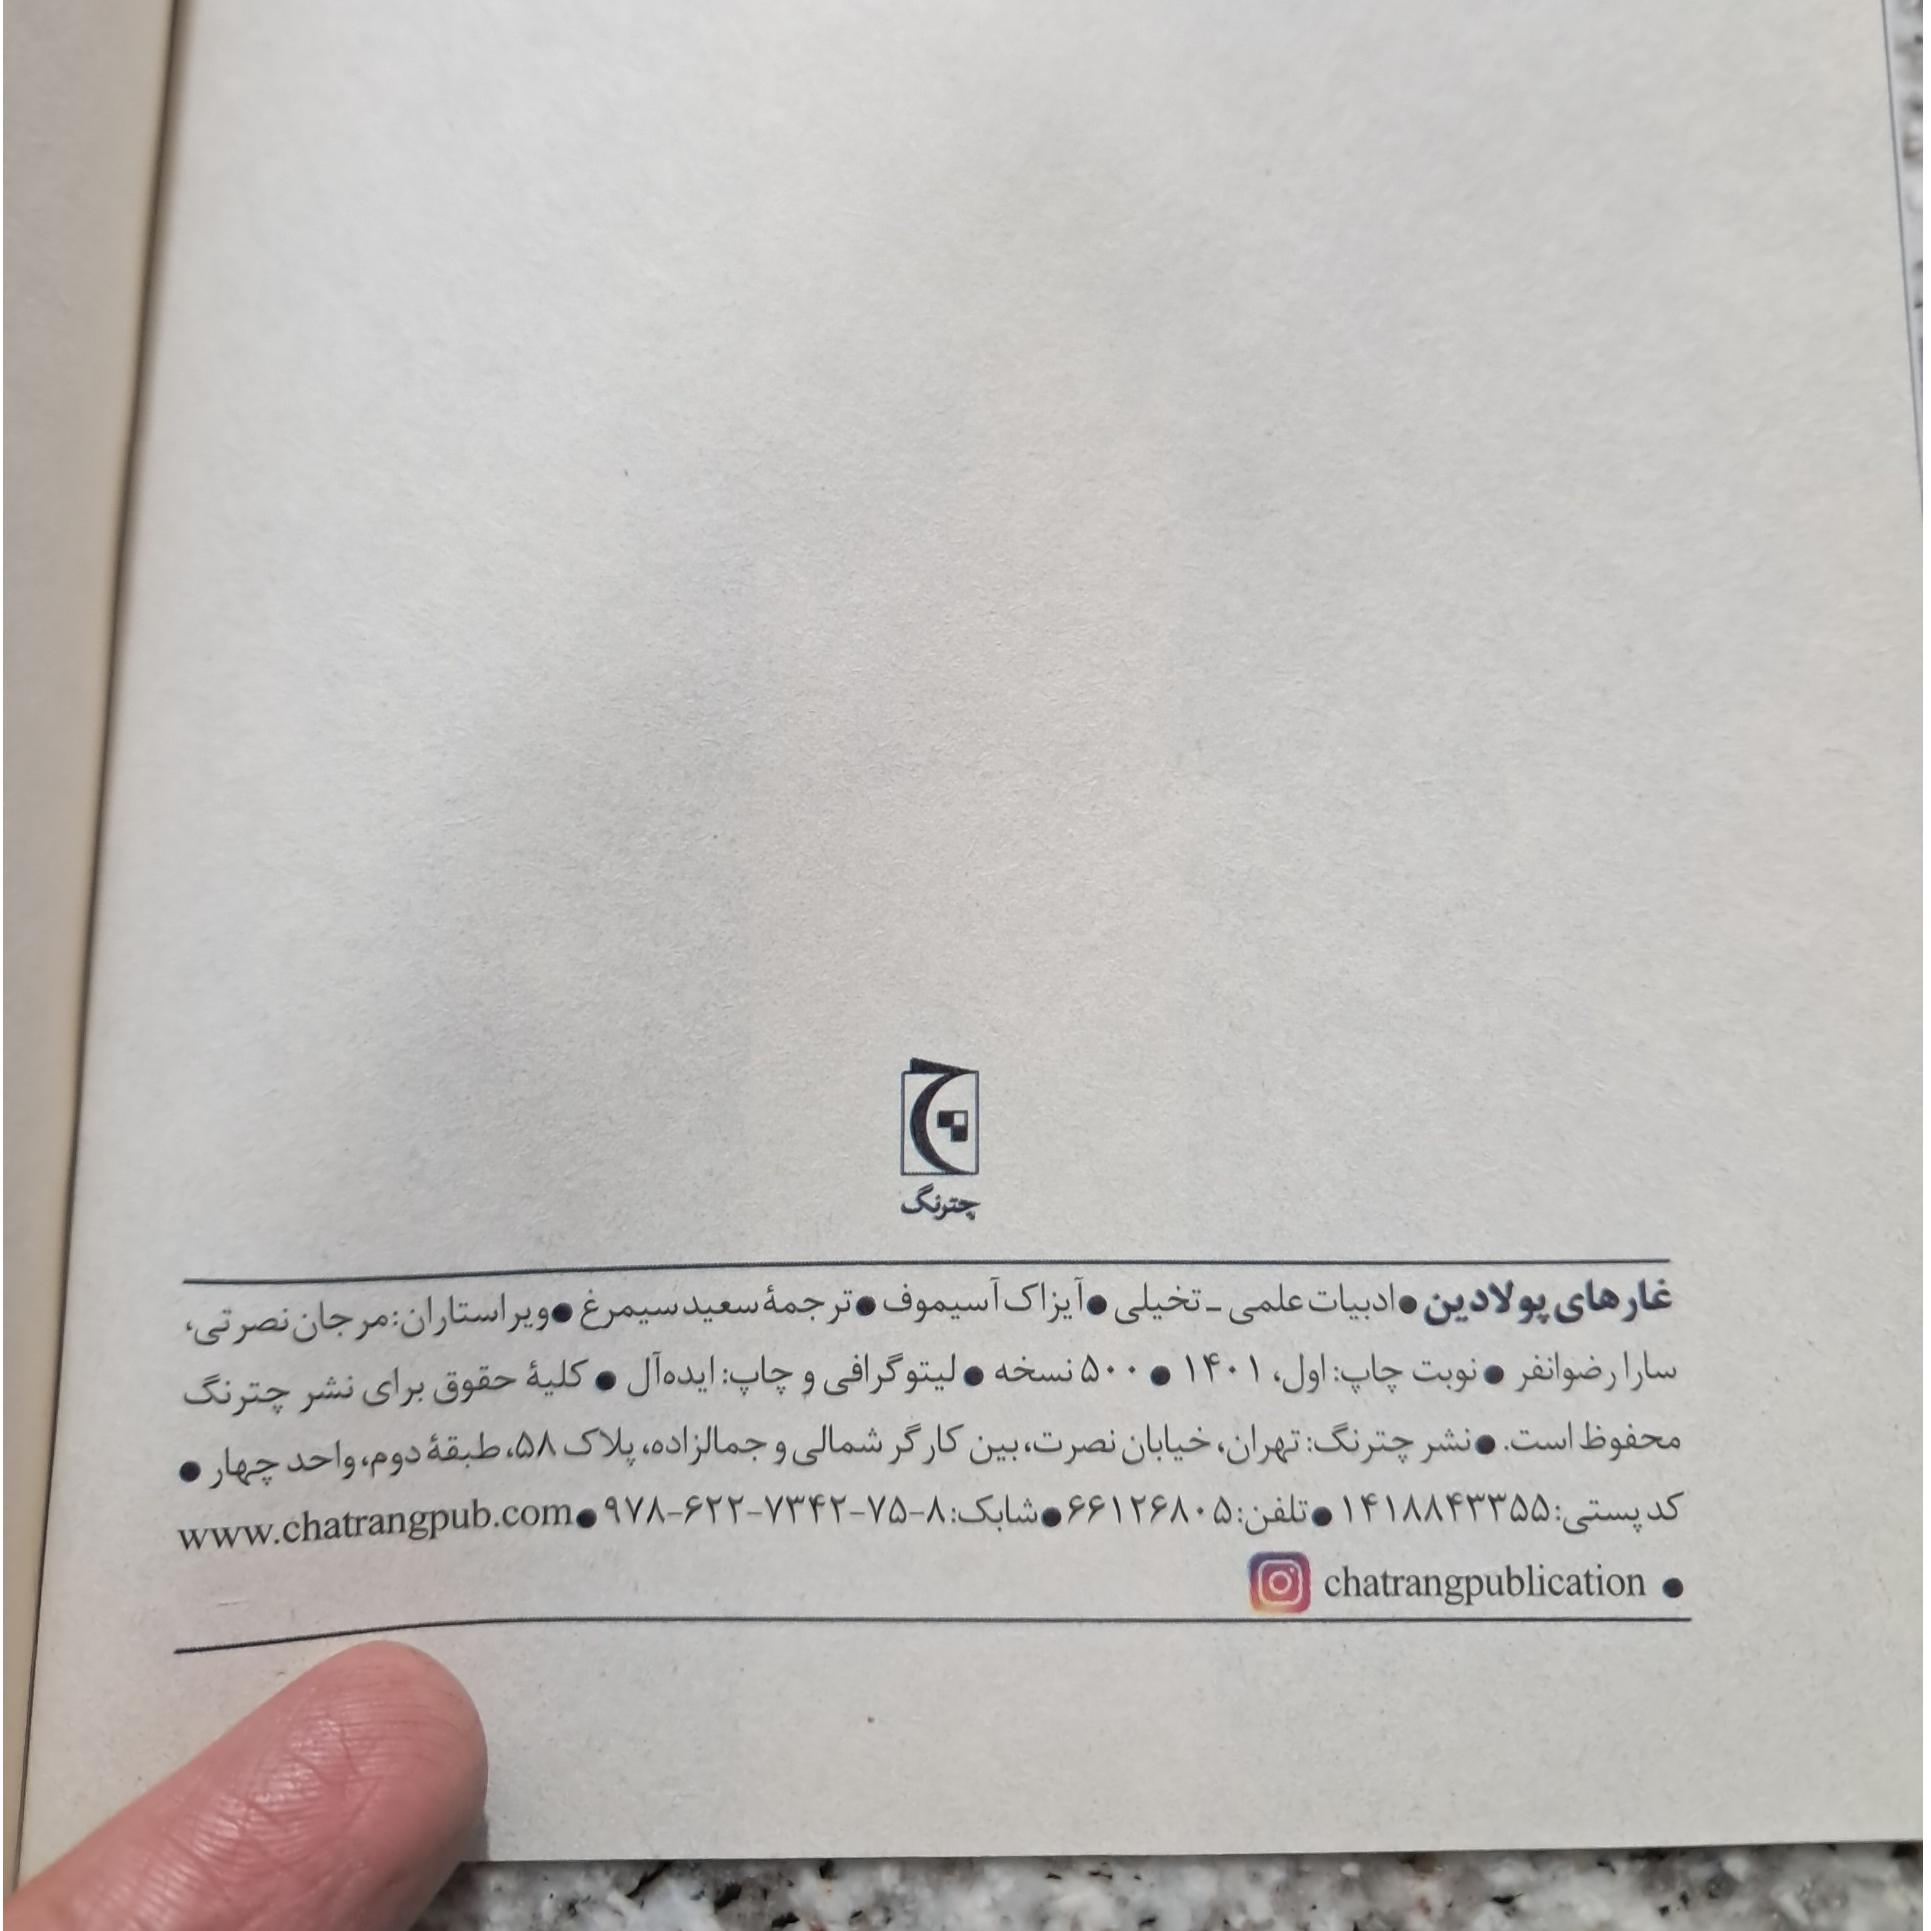 چترنگ
غارهای پولادین ● ادبیات علمی ـ تخیلی ● آیزاک آسیموف ● ترجمهٔ سعید سیمرغ ● ویراستاران: مرجان نصرتی،
سارا رضوانفر ● نوبت چاپ: اول، ۱۴۰۱ ● ۵۰۰ نسخه ● لیتوگرافی و چاپ: ایده‌آل ● کلیهٔ حقوق برای نشر چترنگ
محفوظ است. ● نشر چترنگ: تهران، خیابان نصرت، بین کارگر شمالی و جمالزاده، پلاک ۵۸، طبقهٔ دوم، واحد چهار ●
کد پستی: ۱۴۱۸۸۴۳۳۵۵ ● تلفن: ۶۶۱۲۶۸۰۵ ● شابک: ۸-۷۵-۷۳۴۲-۶۲۲-۹۷۸ ● www.chatrangpub.com
● chatrangpublication